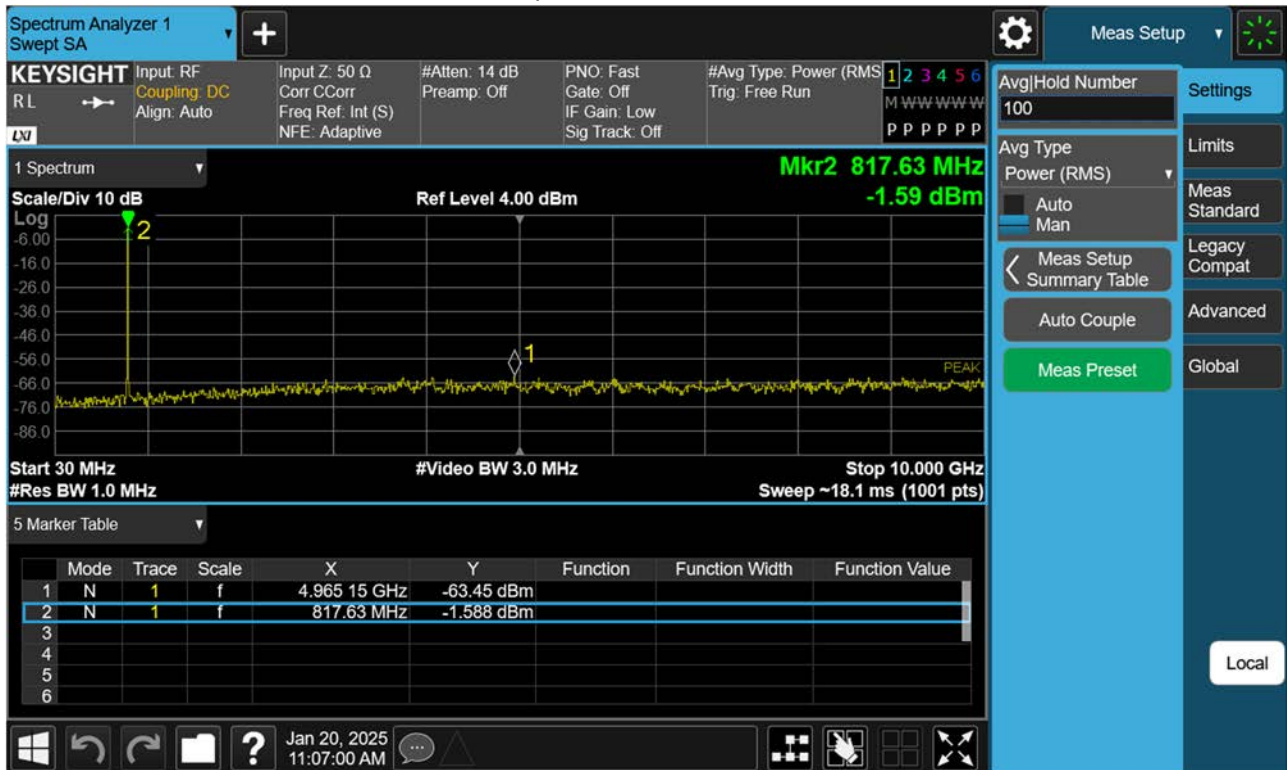 Spectrum Analyzer 1
Swept SA
+
Meas Setup
KEYSIGHT
RL
LXI
Input: RF
Coupling: DC
Align: Auto
Input Z: 50 Ω
Corr CCorr
Freq Ref: Int (S)
NFE: Adaptive
#Atten: 14 dB
Preamp: Off
PNO: Fast
Gate: Off
IF Gain: Low
Sig Track: Off
#Avg Type: Power (RMS
Trig: Free Run
1 2 3 4 5 6
M W W W W W
P P P P P P
1 Spectrum
Mkr2 817.63 MHz
Scale/Div 10 dB
Ref Level 4.00 dBm
-1.59 dBm
Log
-6.00
-16.0
-26.0
-36.0
-46.0
-56.0
-66.0
-76.0
-86.0
2
1
PEAK
Start 30 MHz
#Video BW 3.0 MHz
Stop 10.000 GHz
#Res BW 1.0 MHz
Sweep ~18.1 ms (1001 pts)
5 Marker Table
Mode Trace Scale X Y Function Function Width Function Value
1 N 1 f 4.965 15 GHz -63.45 dBm
2 N 1 f 817.63 MHz -1.588 dBm
3
4
5
6
?
Jan 20, 2025
11:07:00 AM
Avg|Hold Number
100
Avg Type
Power (RMS)
Auto
Man
Meas Setup
Summary Table
Auto Couple
Meas Preset
Settings
Limits
Meas
Standard
Legacy
Compat
Advanced
Global
Local